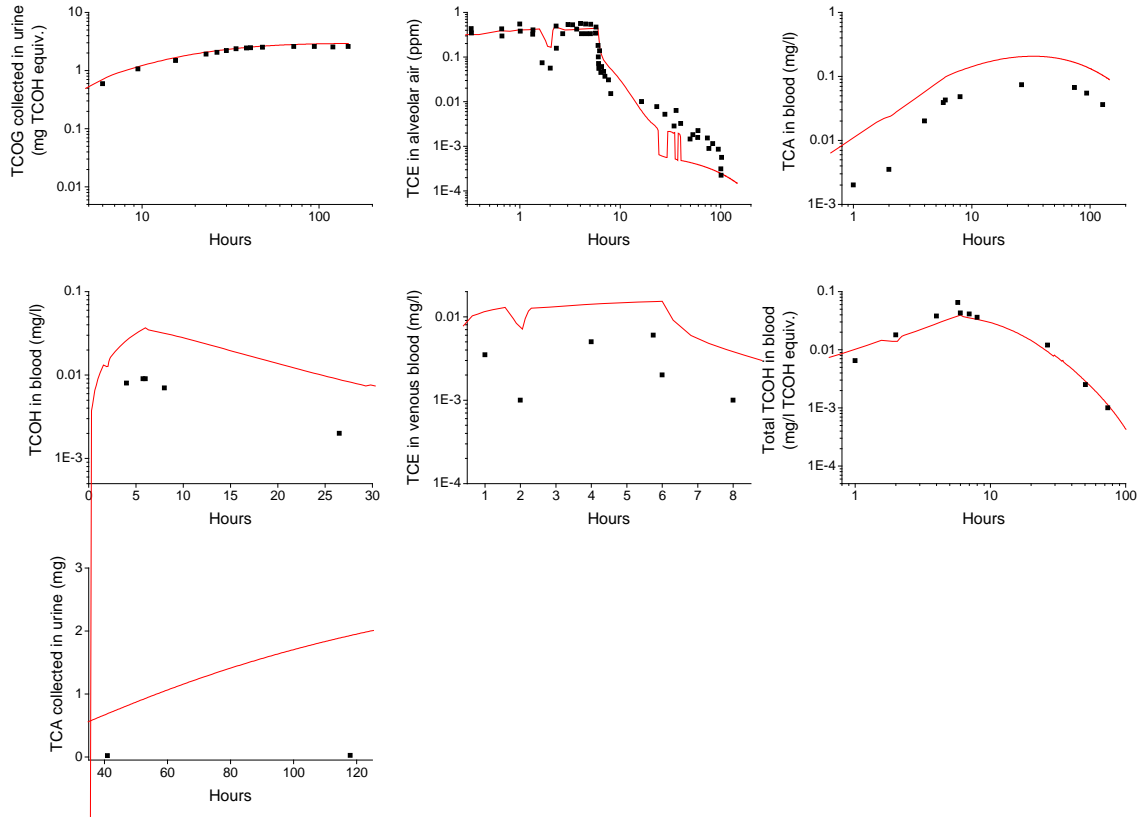 TCOG collected in urine
(mg TCOH equiv.)
10
1
0.1
0.01
10
100
Hours
TCE in alveolar air (ppm)
1
0.1
0.01
1E-3
1E-4
1
10
100
Hours
TCA in blood (mg/l)
1
0.1
0.01
1E-3
1
10
100
Hours
TCOH in blood (mg/l)
0.1
0.01
1E-3
0
5
10
15
20
25
30
Hours
TCE in venous blood (mg/l)
0.01
1E-3
1E-4
1
2
3
4
5
6
7
8
Hours
Total TCOH in blood
(mg/l TCOH equiv.)
0.1
0.01
1E-3
1E-4
1
10
100
Hours
TCA collected in urine (mg)
3
2
1
0
40
60
80
100
120
Hours